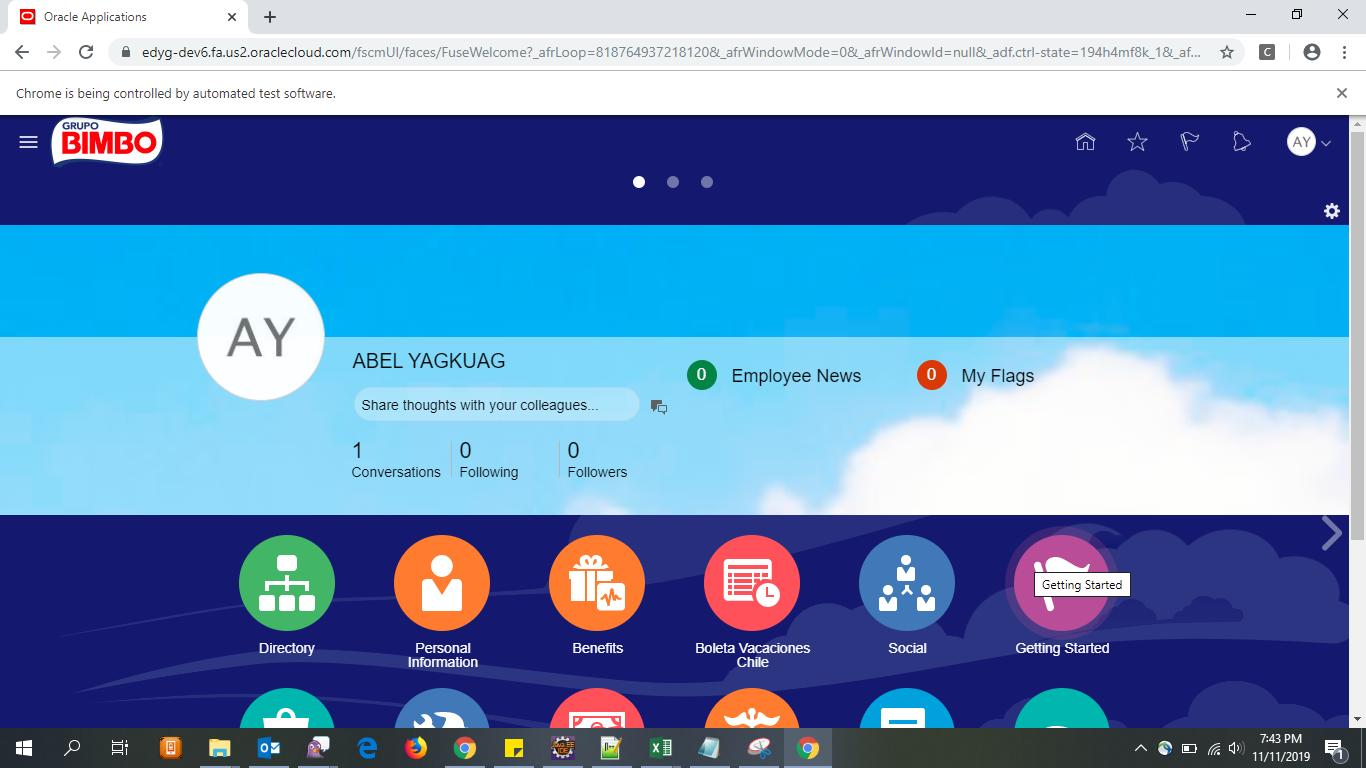 Oracle Applications
edyg-dev6.fa.us2.oraclecloud.com/fscmUI/faces/FuseWelcome?_afrLoop=818764937218120&_afrWindowMode=0&_afrWindowId=null&_adf.ctrl-state=194h4mf8k_1&_af...
C
Chrome is being controlled by automated test software.
GRUPO
BIMBO
AY
AY
ABEL YAGKUAG
Share thoughts with your colleagues...
1
Conversations
0
Following
0
Followers
0 Employee News
0 My Flags
Directory
Personal
Information
Benefits
Boleta Vacaciones
Chile
Social
Getting Started
Getting Started
7:43 PM
11/11/2019
1